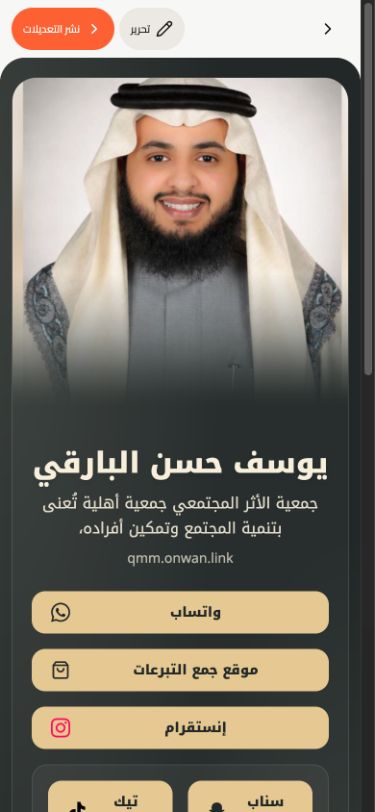 تحرير
نشر التعديلات
يوسف حسن البارقي
جمعية الأثر المجتمعي جمعية أهلية تُعنى
بتنمية المجتمع وتمكين أفراده،
qmm.onwan.link
واتساب
موقع جمع التبرعات
إنستقرام
سناب
تيك